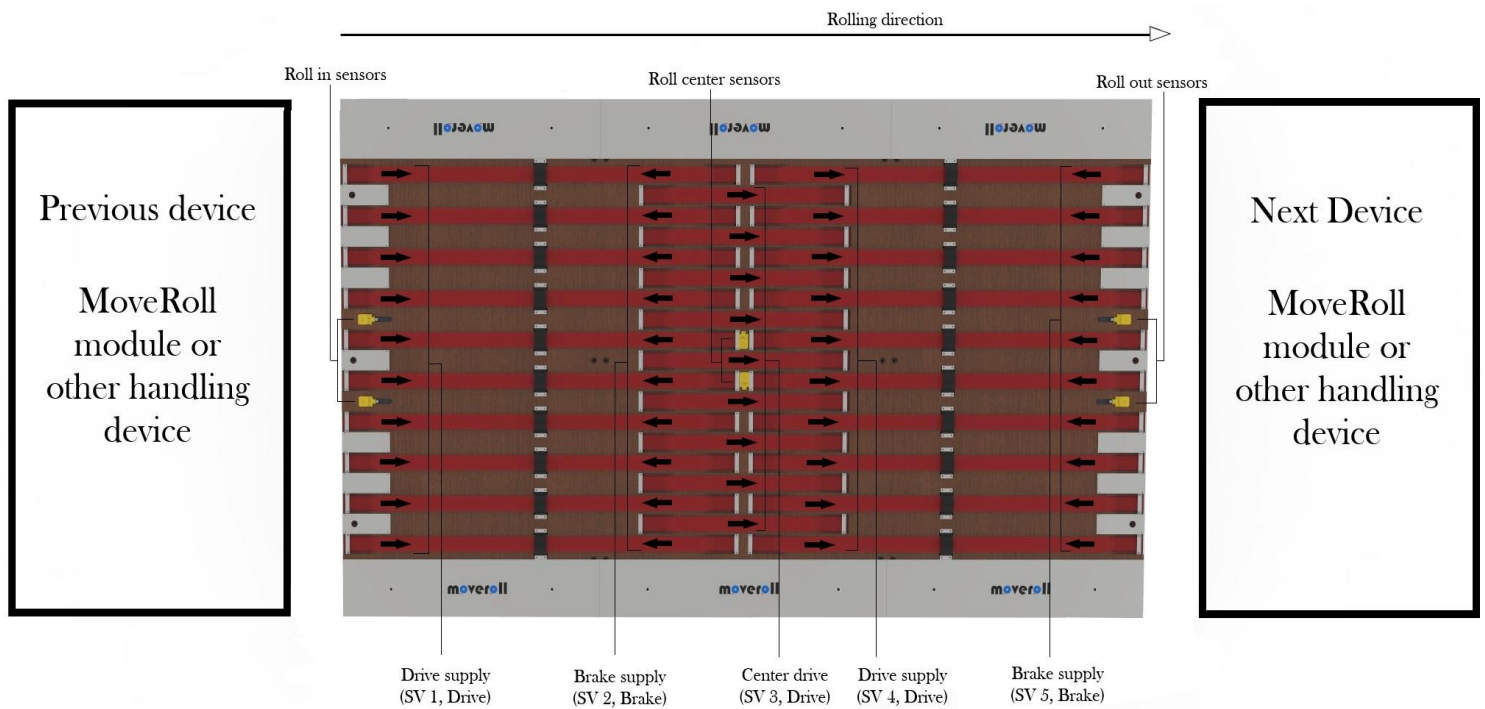 Rolling direction
Roll in sensors
Roll center sensors
Roll out sensors
moveroll
moveroll
moveroll
Previous device
MoveRoll
module or
other handling
device
Next Device
MoveRoll
module or
other handling
device
moveroll
moveroll
moveroll
Drive supply
(SV 1, Drive)
Brake supply
(SV 2, Brake)
Center drive
(SV 3, Drive)
Drive supply
(SV 4, Drive)
Brake supply
(SV 5, Brake)